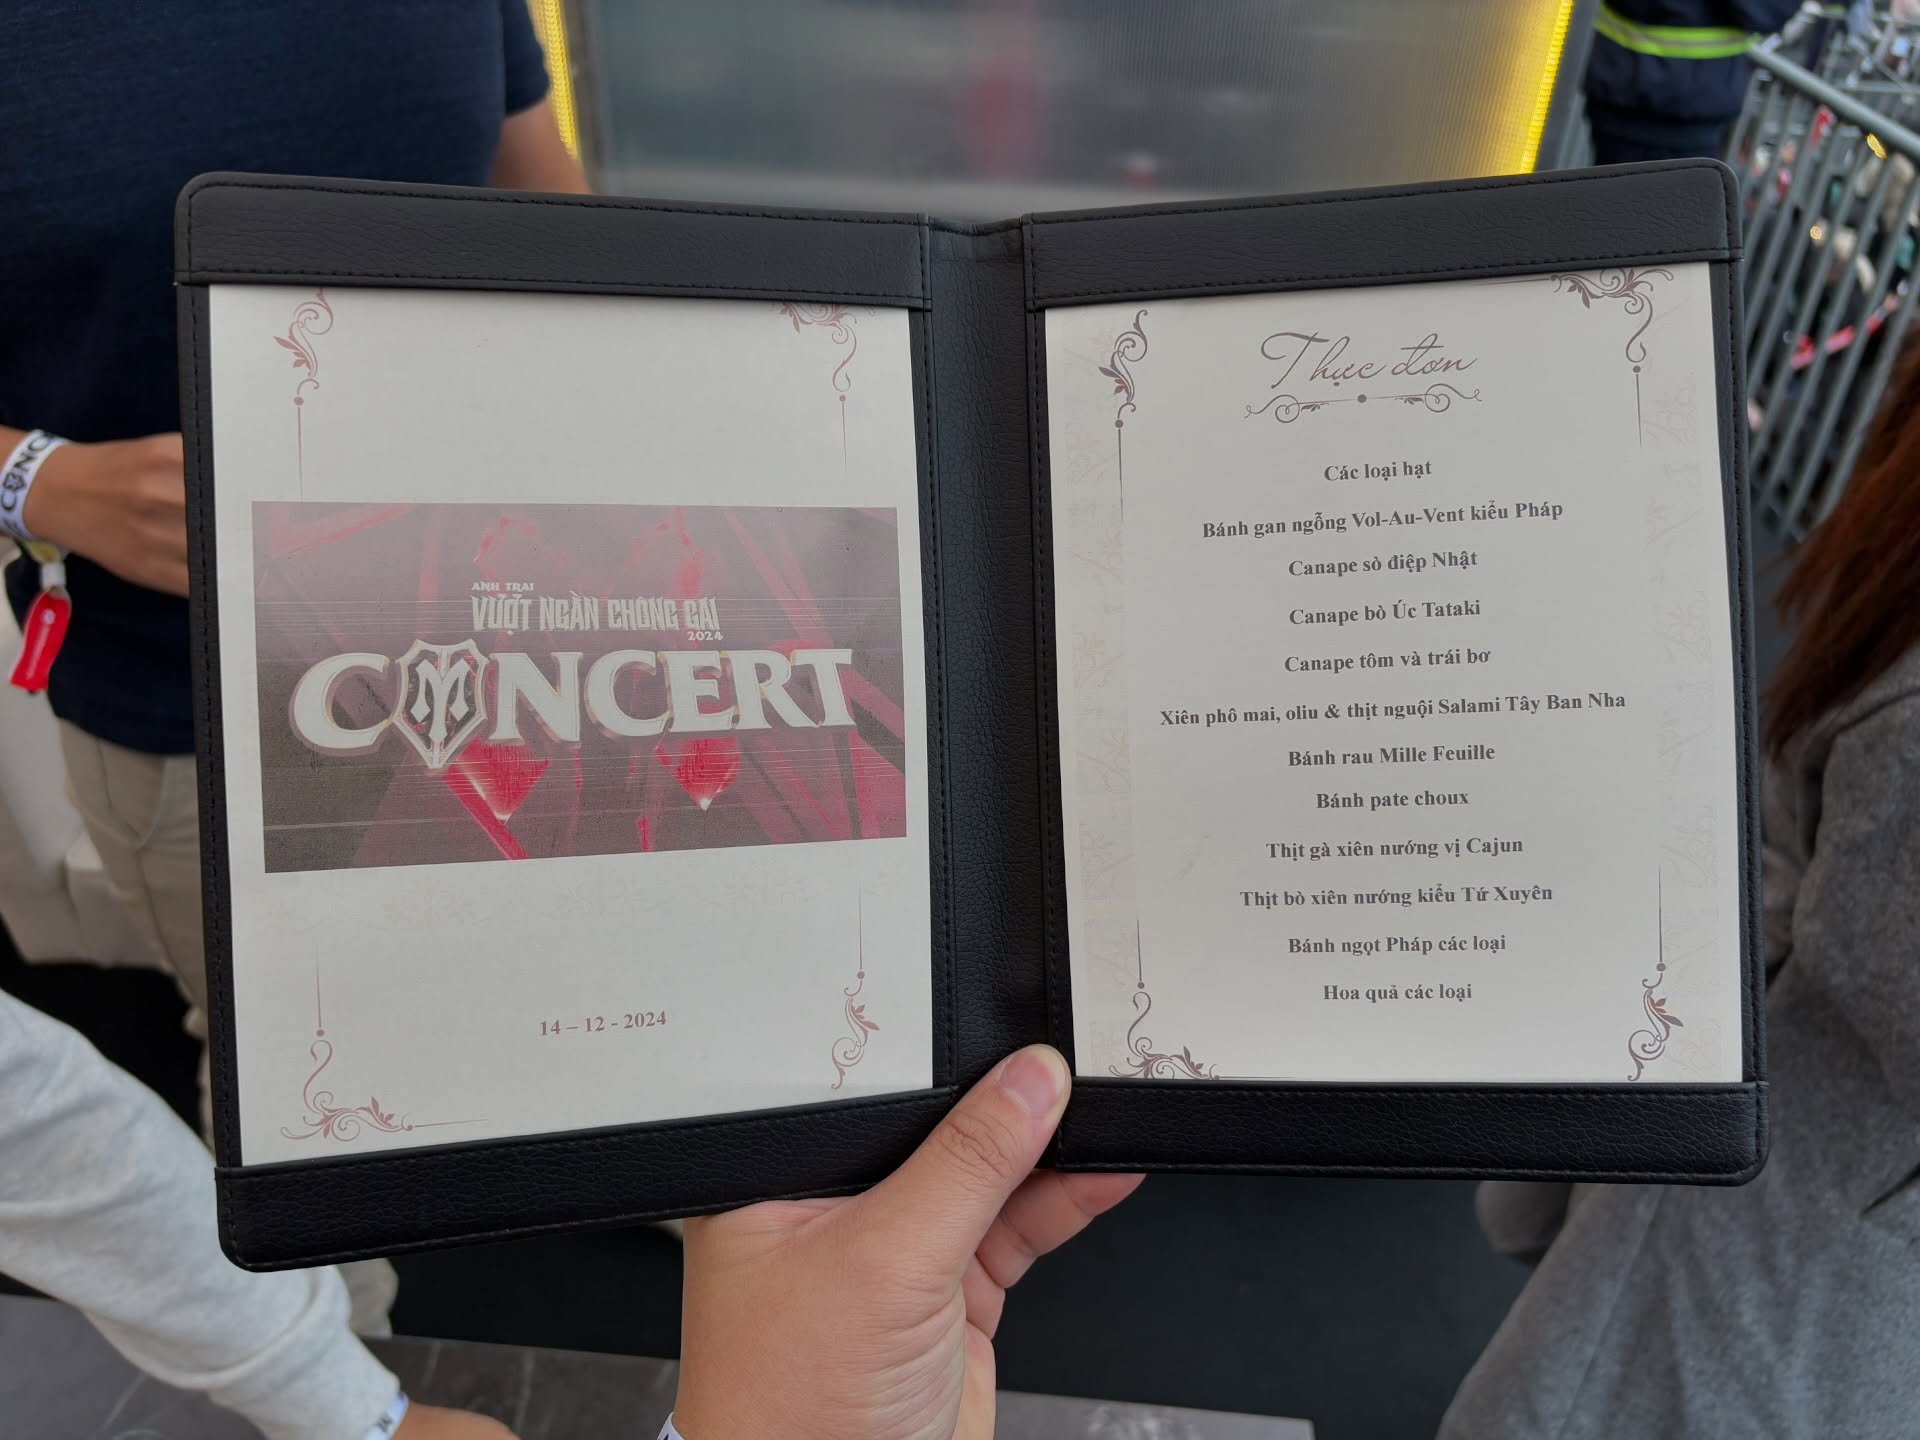 ANH TRAI
VƯỢT NGÀN CHÔNG GAI
2024
CONCERT
14 – 12 - 2024
Thực đơn
Các loại hạt
Bánh gan ngỗng Vol-Au-Vent kiểu Pháp
Canape sò điệp Nhật
Canape bò Úc Tataki
Canape tôm và trái bơ
Xiên phô mai, oliu & thịt nguội Salami Tây Ban Nha
Bánh rau Mille Feuille
Bánh pate choux
Thịt gà xiên nướng vị Cajun
Thịt bò xiên nướng kiểu Tứ Xuyên
Bánh ngọt Pháp các loại
Hoa quả các loại